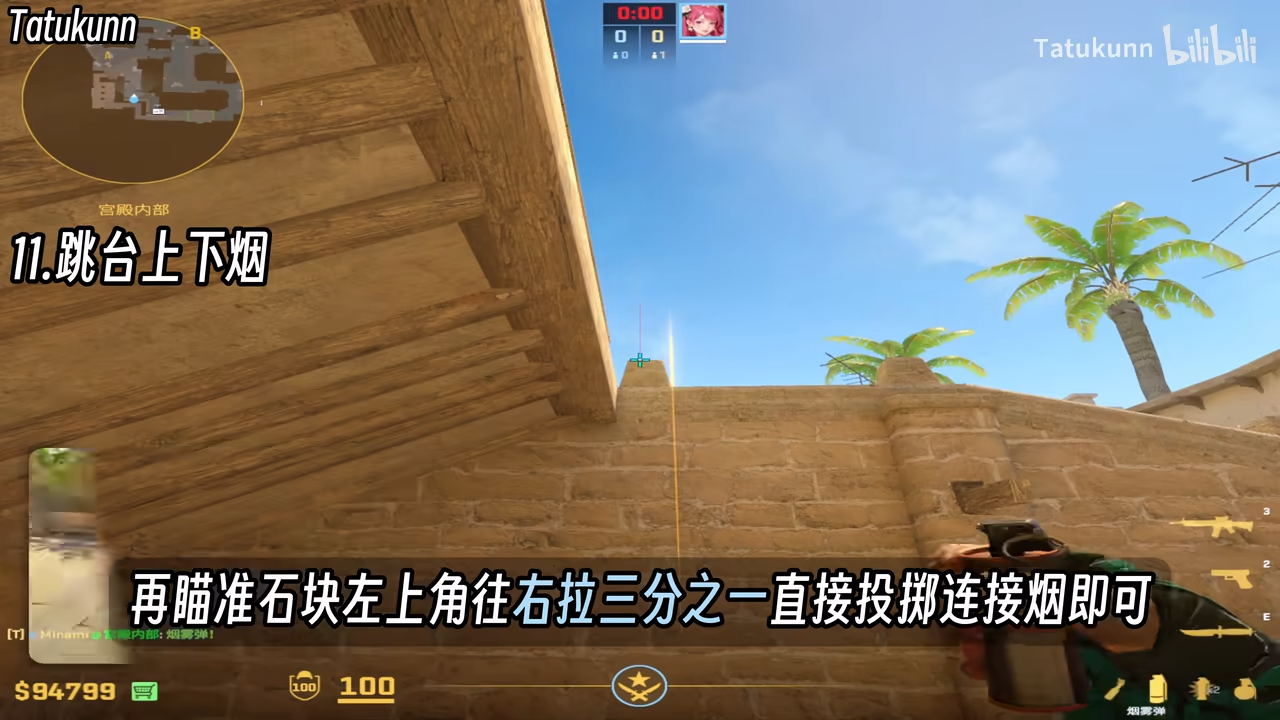 Tatukunn
B
A
0:00
0 0
0 1
Tatukunn bilibili
宫殿内部
11.跳台上下烟
3
2
再瞄准石块左上角往右拉三分之一直接投掷连接烟即可
E
[T] Minami@宫殿内部: 烟雾弹!
$94799
100
100
x2
烟雾弹